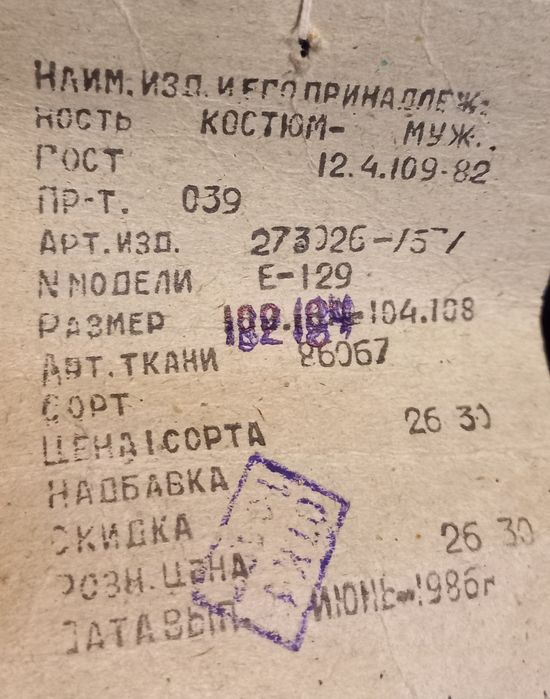 НАИМ. ИЗД. И ЕГО ПРИНАДЛЕЖ-
НОСТЬ КОСТЮМ- МУЖ.
ГОСТ 12.4.109-82
ПР-Т. 039
АРТ. ИЗД.
N МОДЕЛИ Е-129
РАЗМЕР 182 184 -104.108
АРТ. ТКАНИ 86067
СОРТ
ЦЕНА I СОРТА 26 30
НАДБАВКА
СКИДКА
РОЗН. ЦЕНА 26 30
ДАТА ВЫП. ИЮНЬ 1986г